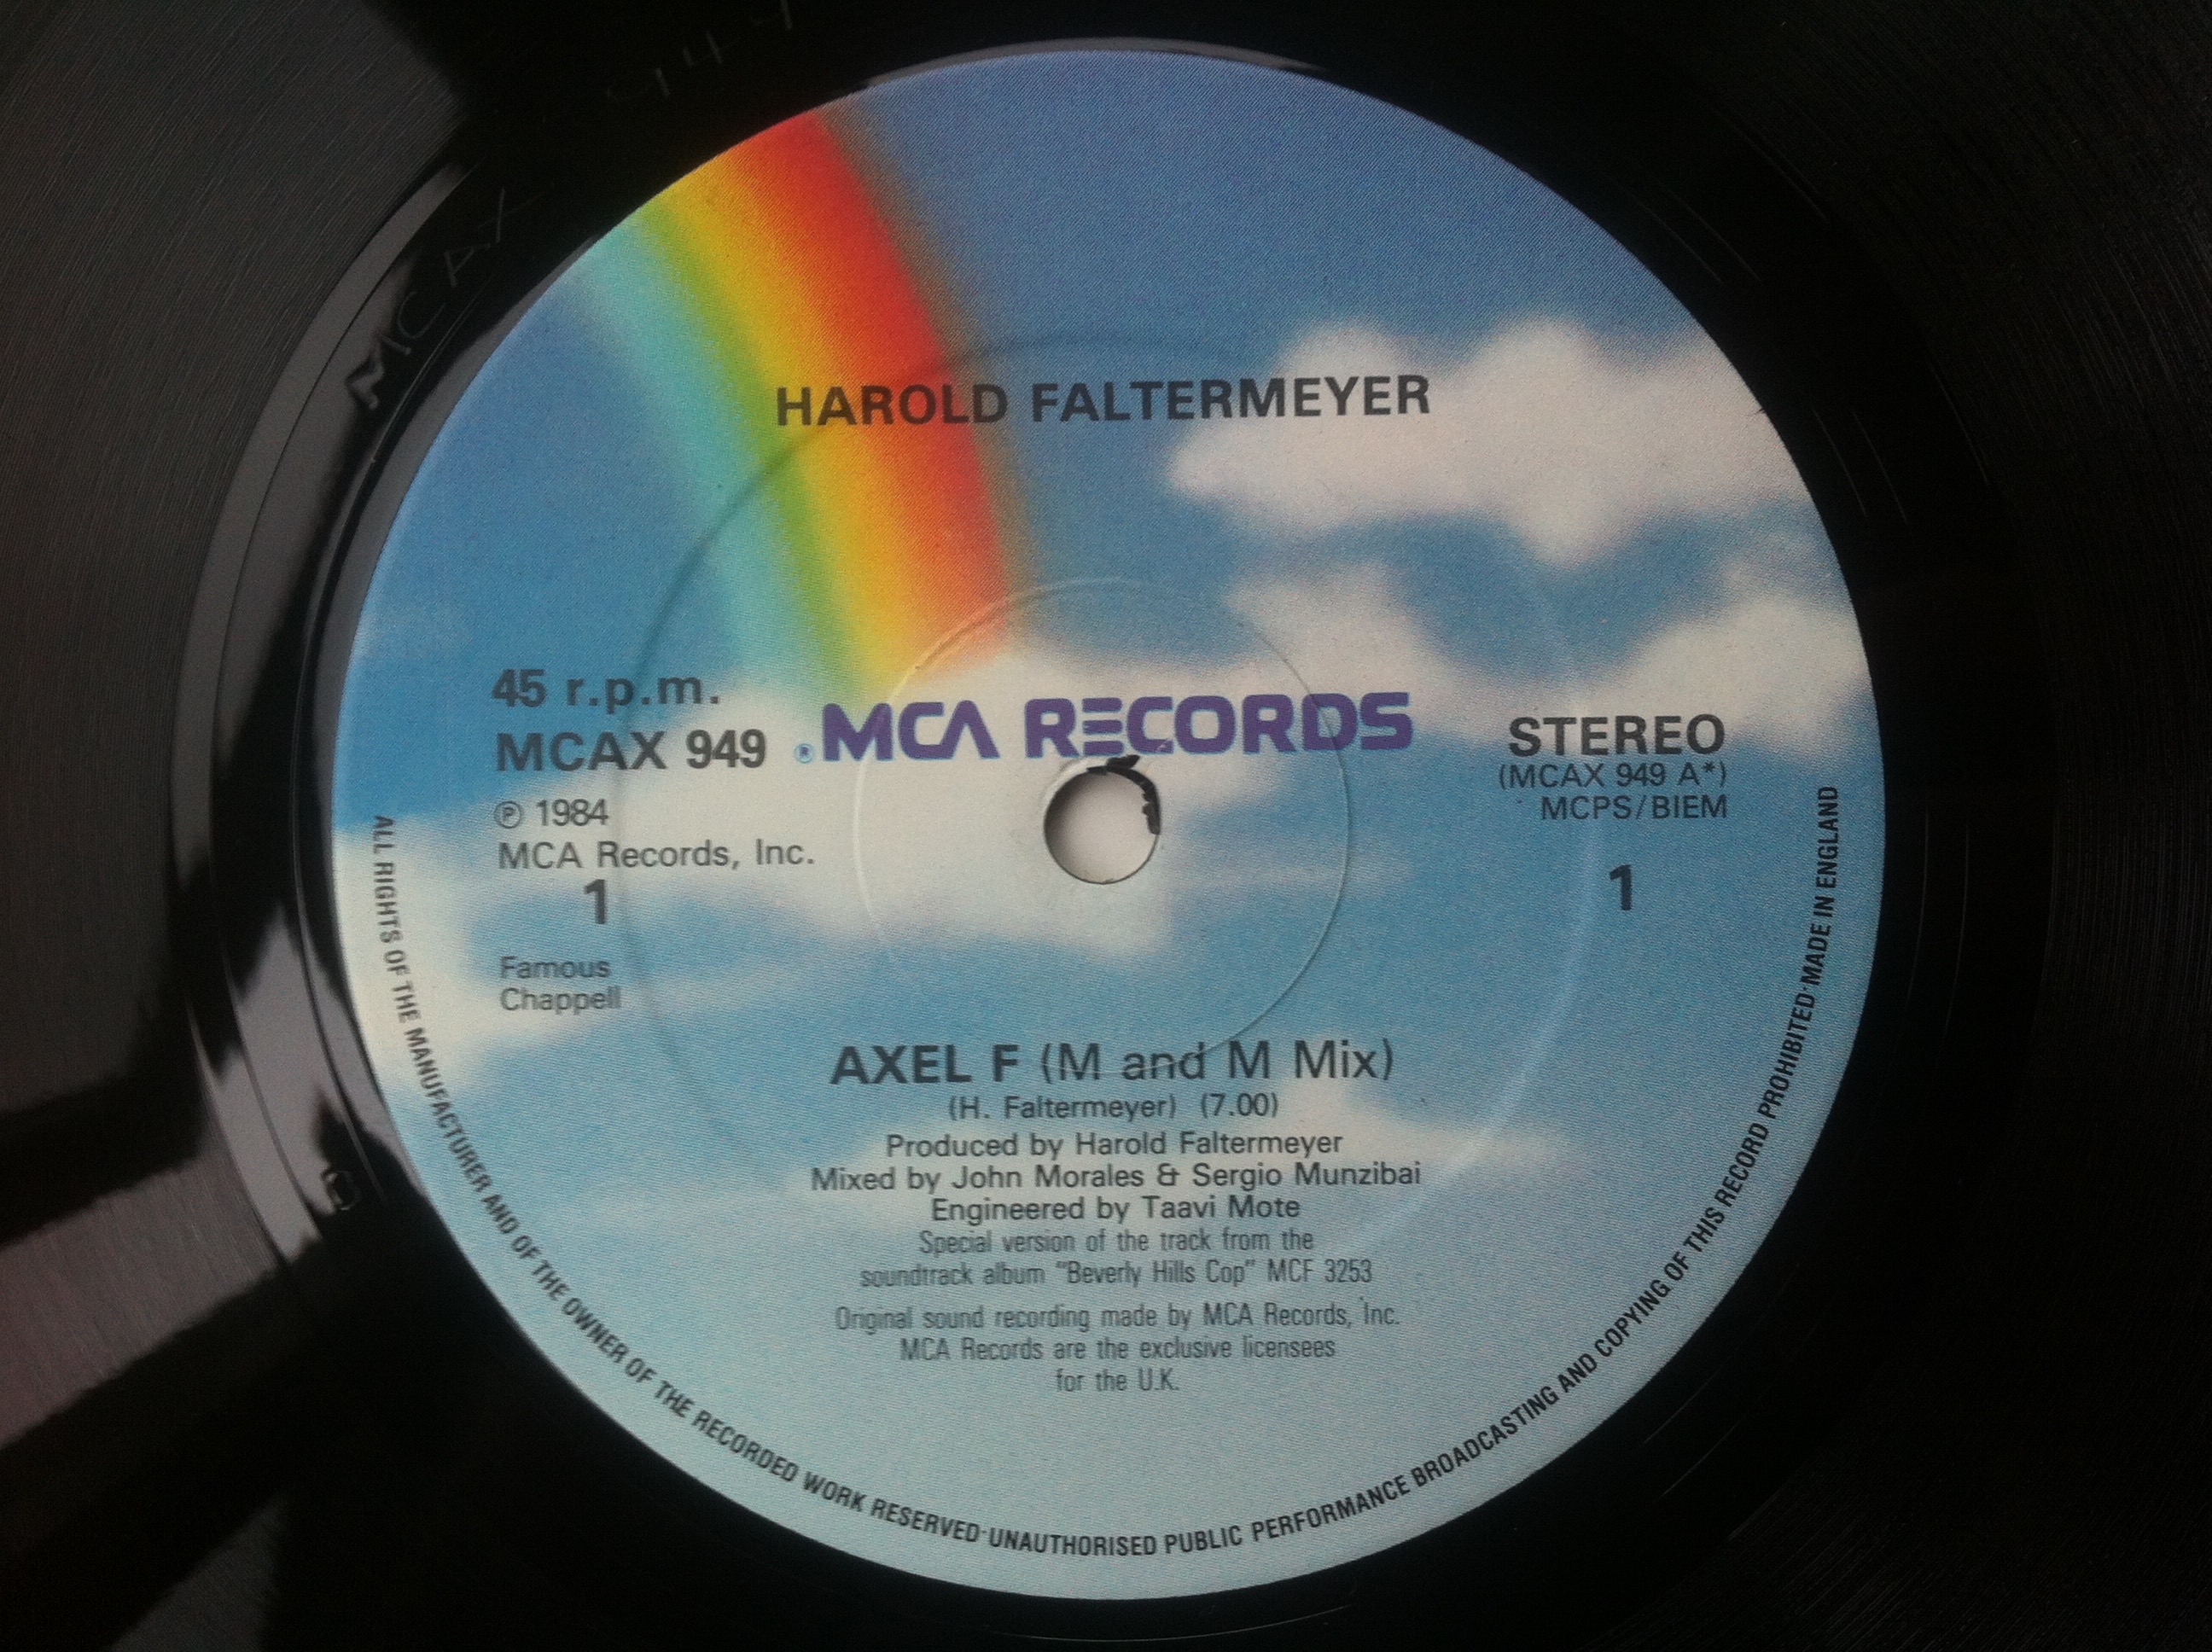 HAROLD FALTERMEYER
45 r.p.m.
MCAX 949
® MCA RECORDS
STEREO
(MCAX 949 A*)
MCPS/BIEM
℗ 1984
MCA Records, Inc.
1
1
Famous
Chappell
AXEL F (M and M Mix)
(H. Faltermeyer) (7.00)
Produced by Harold Faltermeyer
Mixed by John Morales & Sergio Munzibai
Engineered by Taavi Mote
Special version of the track from the
soundtrack album "Beverly Hills Cop" MCF 3253
Original sound recording made by MCA Records, Inc.
MCA Records are the exclusive licensees
for the U.K.
ALL RIGHTS OF THE MANUFACTURER AND OF THE OWNER OF THE RECORDED WORK RESERVED·UNAUTHORISED PUBLIC PERFORMANCE BROADCASTING AND COPYING OF THIS RECORD PROHIBITED·MADE IN ENGLAND
MCAX